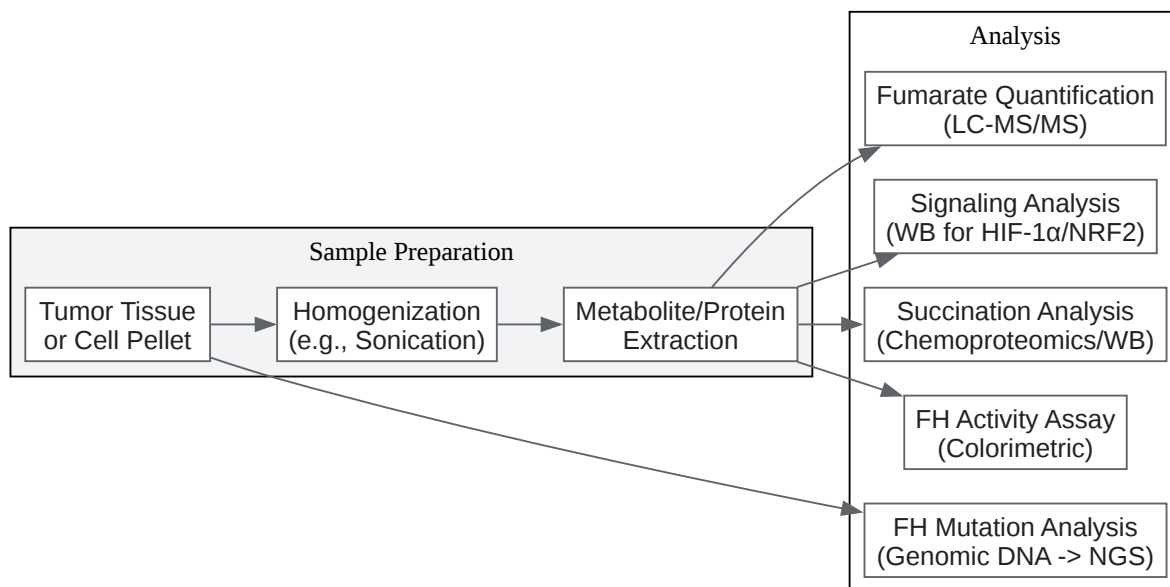 Sample Preparation
Tumor Tissue
or Cell Pellet
Homogenization
(e.g., Sonication)
Metabolite/Protein
Extraction
Analysis
Fumarate Quantification
(LC-MS/MS)
Signaling Analysis
(WB for HIF-1α/NRF2)
Succination Analysis
(Chemoproteomics/WB)
FH Activity Assay
(Colorimetric)
FH Mutation Analysis
(Genomic DNA -> NGS)